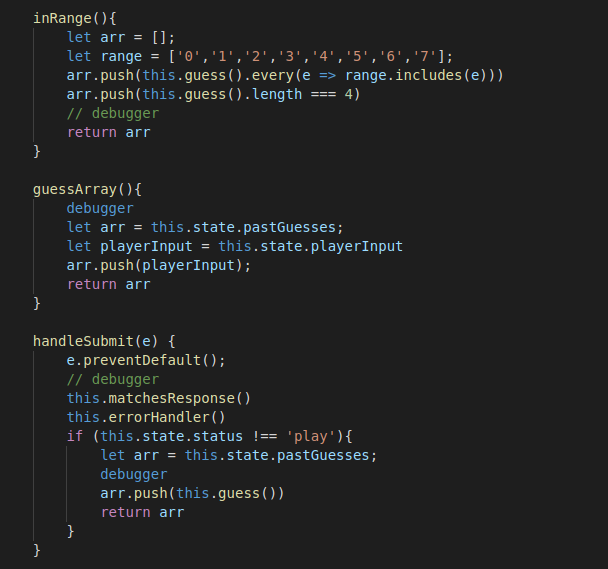 inRange(){
    let arr = [];
    let range = ['0','1','2','3','4','5','6','7'];
    arr.push(this.guess().every(e => range.includes(e)))
    arr.push(this.guess().length === 4)
    // debugger
    return arr
}

guessArray(){
    debugger
    let arr = this.state.pastGuesses;
    let playerInput = this.state.playerInput
    arr.push(playerInput);
    return arr
}

handleSubmit(e) {
    e.preventDefault();
    // debugger
    this.matchesResponse()
    this.errorHandler()
    if (this.state.status !== 'play'){
        let arr = this.state.pastGuesses;
        debugger
        arr.push(this.guess())
        return arr
    }
}